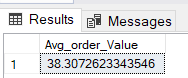 Results Messages
Avg_order_Value
1 38.3072623343546